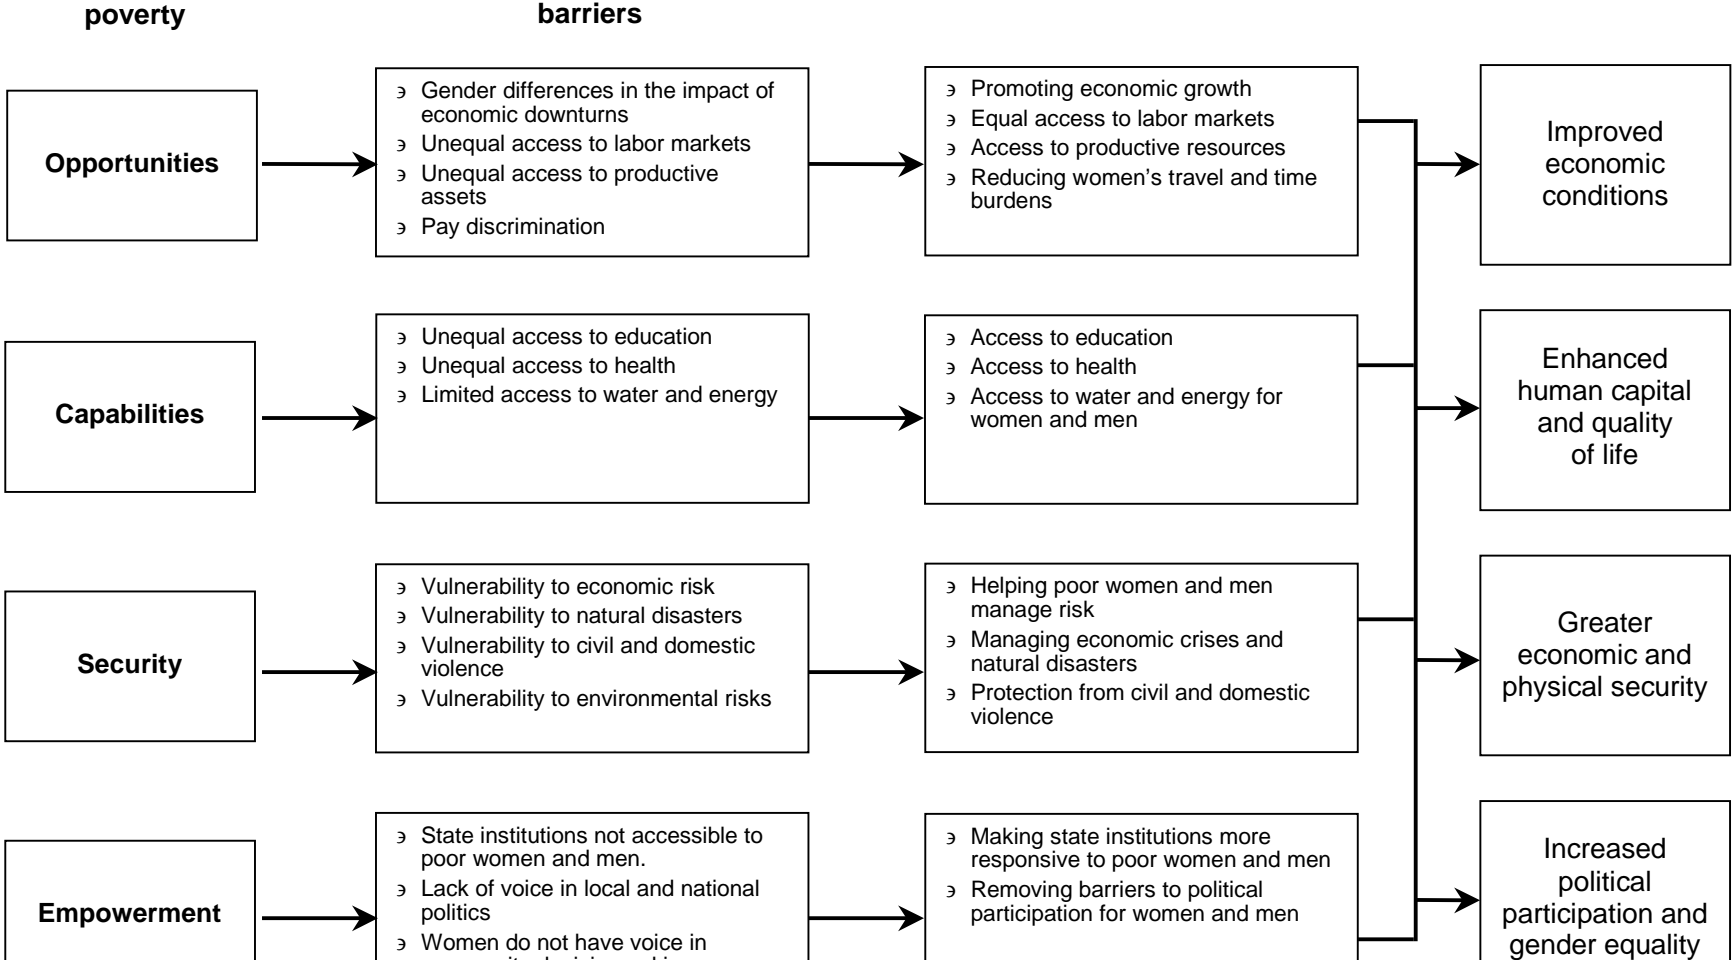 poverty
barriers
Opportunities
϶ Gender differences in the impact of
economic downturns
϶ Unequal access to labor markets
϶ Unequal access to productive
assets
϶ Pay discrimination
϶ Promoting economic growth
϶ Equal access to labor markets
϶ Access to productive resources
϶ Reducing women’s travel and time
burdens
Improved
economic
conditions
Capabilities
϶ Unequal access to education
϶ Unequal access to health
϶ Limited access to water and energy
϶ Access to education
϶ Access to health
϶ Access to water and energy for
women and men
Enhanced
human capital
and quality
of life
Security
϶ Vulnerability to economic risk
϶ Vulnerability to natural disasters
϶ Vulnerability to civil and domestic
violence
϶ Vulnerability to environmental risks
϶ Helping poor women and men
manage risk
϶ Managing economic crises and
natural disasters
϶ Protection from civil and domestic
violence
Greater
economic and
physical security
Empowerment
϶ State institutions not accessible to
poor women and men.
϶ Lack of voice in local and national
politics
϶ Women do not have voice in
϶ Making state institutions more
responsive to poor women and men
϶ Removing barriers to political
participation for women and men
Increased
political
participation and
gender equality